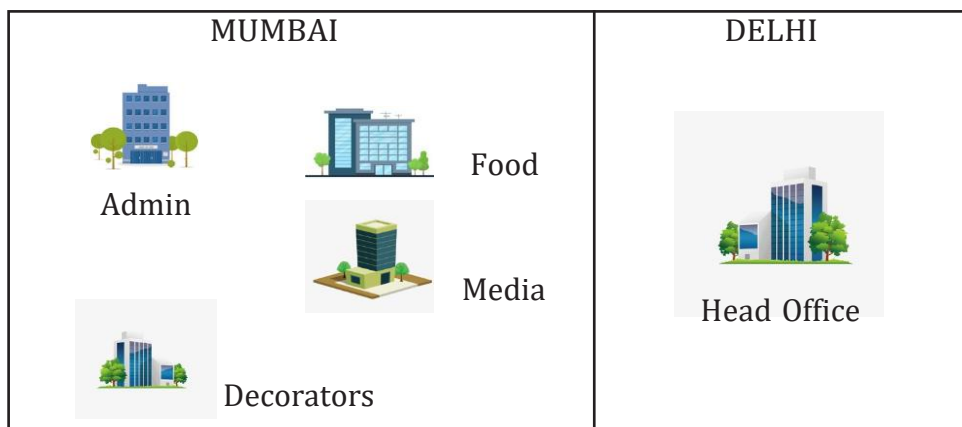 MUMBAI
DELHI
Admin
Food
Media
Decorators
Head Office